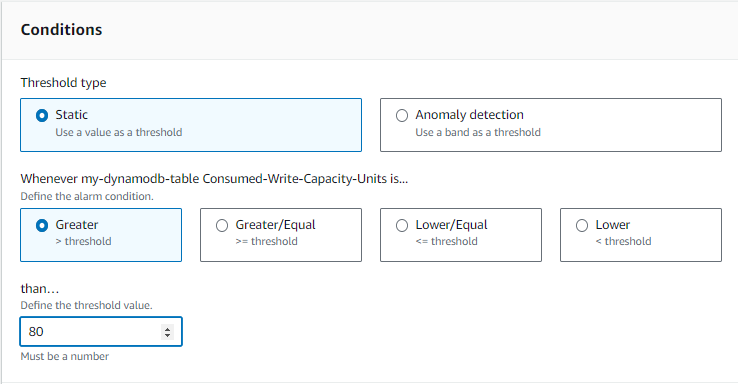 Conditions
Threshold type
Static
Use a value as a threshold
Anomaly detection
Use a band as a threshold
Whenever my-dynamodb-table Consumed-Write-Capacity-Units is...
Define the alarm condition.
Greater
> threshold
Greater/Equal
>= threshold
Lower/Equal
<= threshold
Lower
< threshold
than...
Define the threshold value.
80
Must be a number